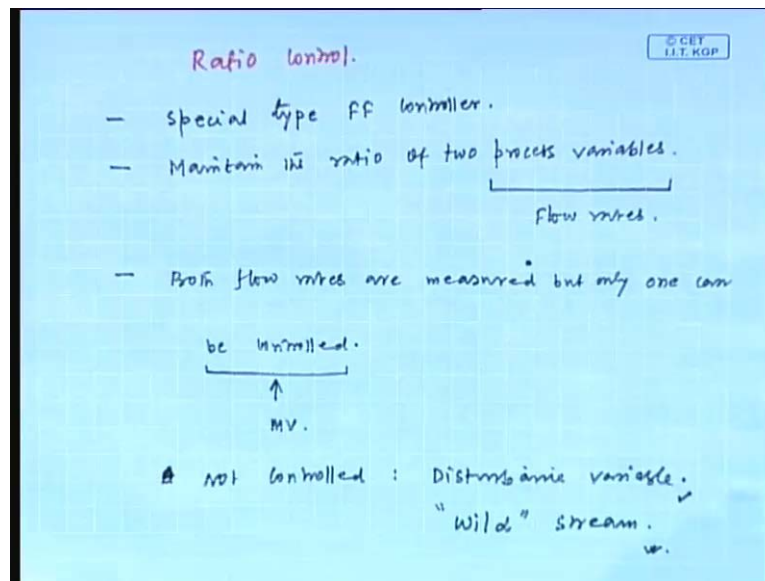 Ratio Control.
© CET
I.I.T. KGP
- Special type FF Controller.
- Maintain the ratio of two process variables.
Flow rates.
- Both flow rates are measured but only one can
be controlled.
↑
MV.
Not Controlled : Disturbance variable.
"Wild" stream.